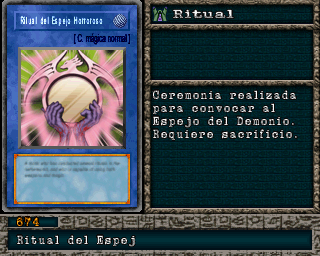 Ritual del Espejo Horroroso
[ C. mágica normal ]
Ritual
Ceremonia realizada
para convocar al
Espejo del Demonio.
Requiere sacrificio.
674
Ritual del Espej